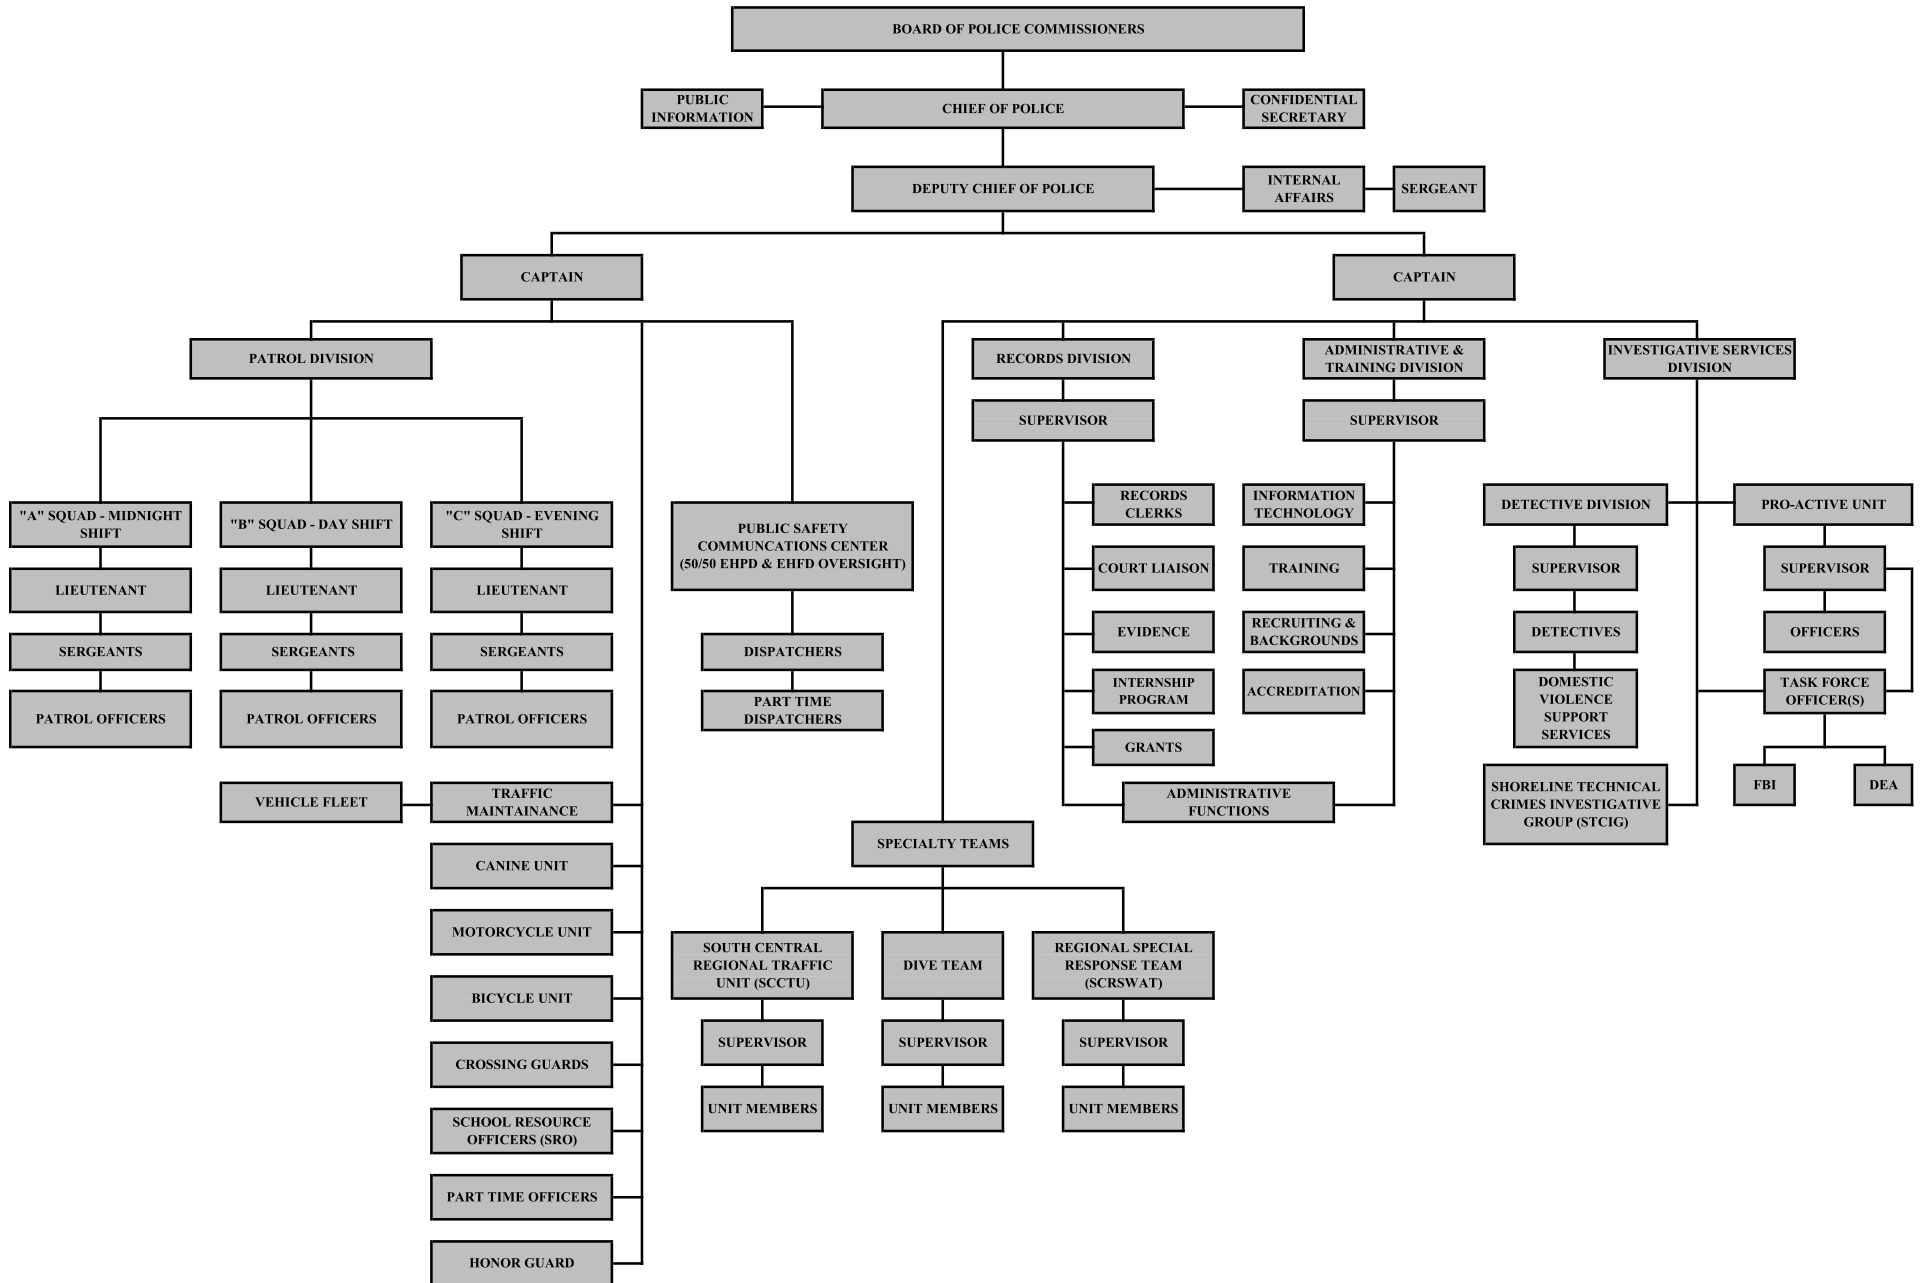 BOARD OF POLICE COMMISSIONERS
PUBLIC
INFORMATION
CHIEF OF POLICE
CONFIDENTIAL
SECRETARY
DEPUTY CHIEF OF POLICE
INTERNAL
AFFAIRS
SERGEANT
CAPTAIN
CAPTAIN
PATROL DIVISION
RECORDS DIVISION
ADMINISTRATIVE &
TRAINING DIVISION
INVESTIGATIVE SERVICES
DIVISION
SUPERVISOR
SUPERVISOR
"A" SQUAD - MIDNIGHT
SHIFT
"B" SQUAD - DAY SHIFT
"C" SQUAD - EVENING
SHIFT
PUBLIC SAFETY
COMMUNCATIONS CENTER
(50/50 EHPD & EHFD OVERSIGHT)
RECORDS
CLERKS
INFORMATION
TECHNOLOGY
DETECTIVE DIVISION
PRO-ACTIVE UNIT
LIEUTENANT
LIEUTENANT
LIEUTENANT
COURT LIAISON
TRAINING
SUPERVISOR
SUPERVISOR
SERGEANTS
SERGEANTS
SERGEANTS
DISPATCHERS
EVIDENCE
RECRUITING &
BACKGROUNDS
DETECTIVES
OFFICERS
PATROL OFFICERS
PATROL OFFICERS
PATROL OFFICERS
PART TIME
DISPATCHERS
INTERNSHIP
PROGRAM
ACCREDITATION
DOMESTIC
VIOLENCE
SUPPORT
SERVICES
TASK FORCE
OFFICER(S)
GRANTS
VEHICLE FLEET
TRAFFIC
MAINTAINANCE
ADMINISTRATIVE
FUNCTIONS
SHORELINE TECHNICAL
CRIMES INVESTIGATIVE
GROUP (STCIG)
FBI
DEA
CANINE UNIT
SPECIALTY TEAMS
MOTORCYCLE UNIT
SOUTH CENTRAL
REGIONAL TRAFFIC
UNIT (SCCTU)
DIVE TEAM
REGIONAL SPECIAL
RESPONSE TEAM
(SCRSWAT)
BICYCLE UNIT
SUPERVISOR
SUPERVISOR
SUPERVISOR
CROSSING GUARDS
UNIT MEMBERS
UNIT MEMBERS
UNIT MEMBERS
SCHOOL RESOURCE
OFFICERS (SRO)
PART TIME OFFICERS
HONOR GUARD